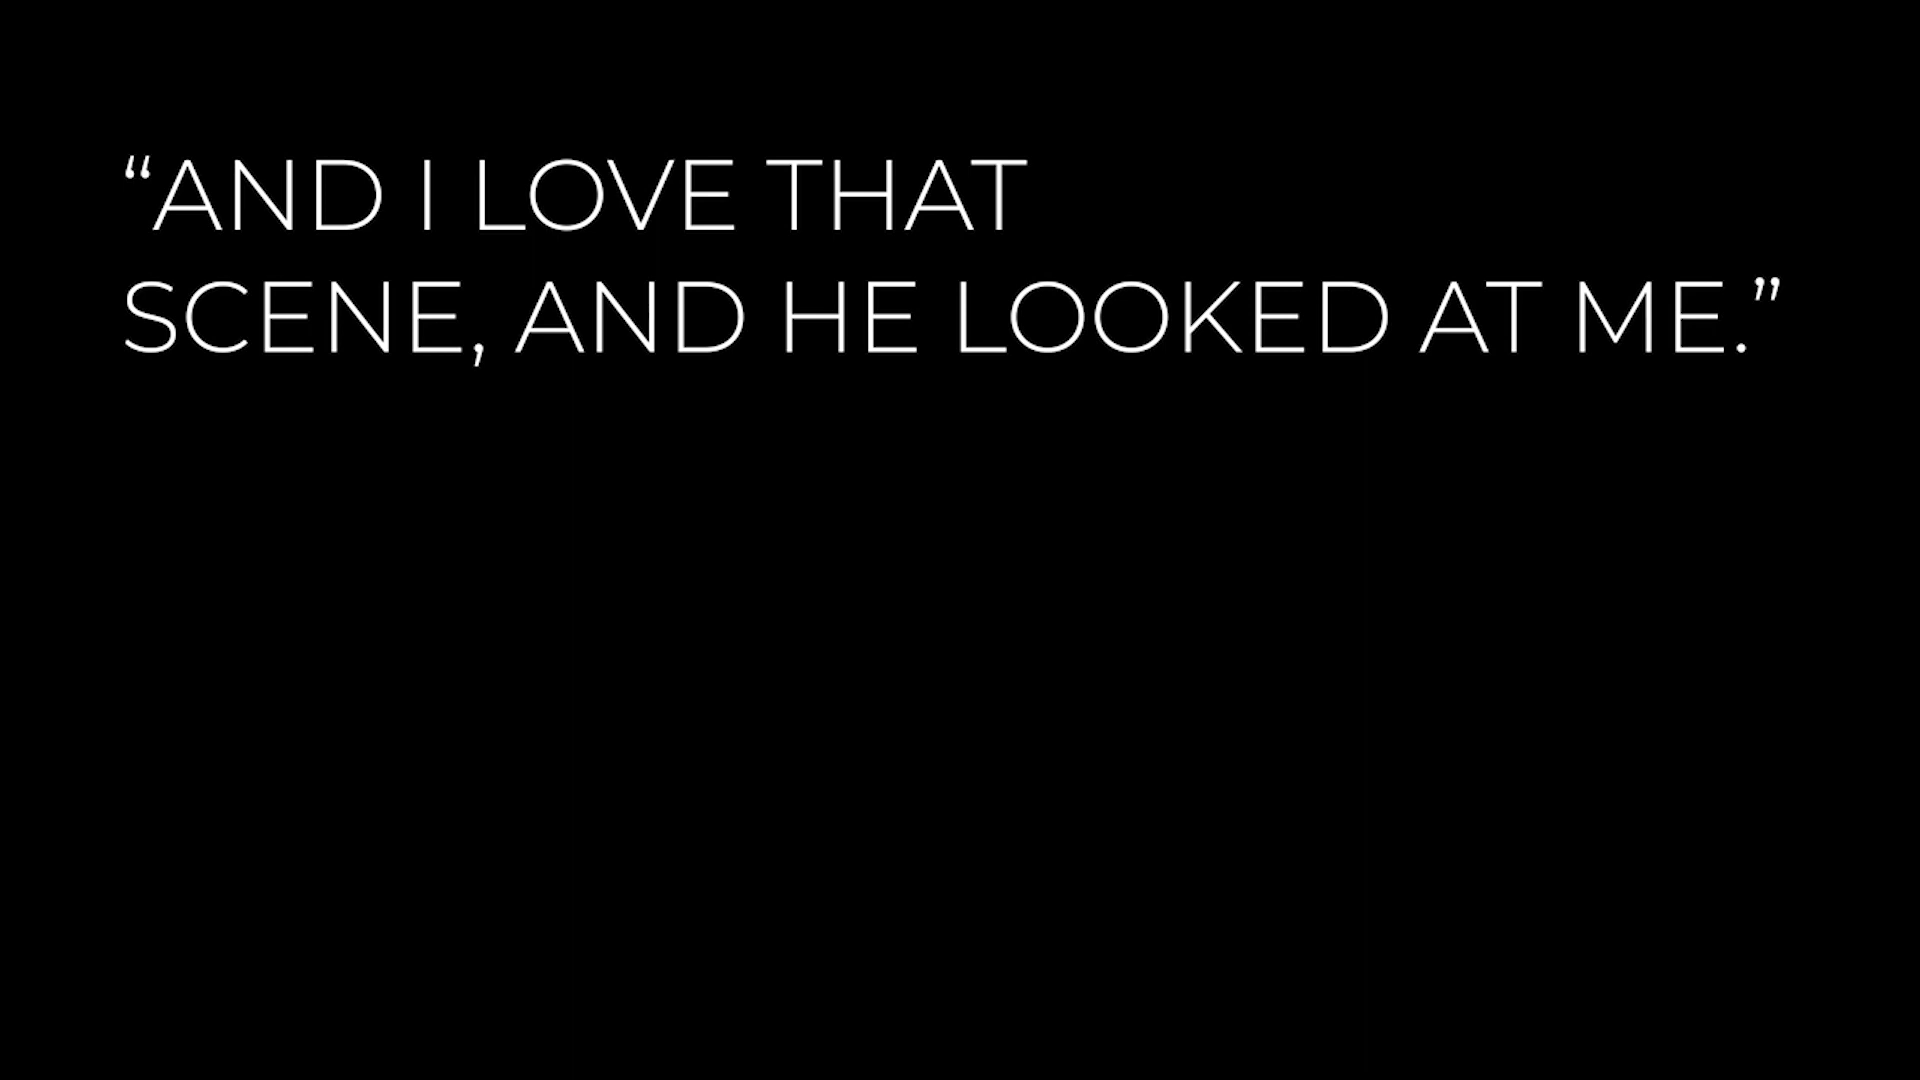 “AND I LOVE THAT
SCENE, AND HE LOOKED AT ME.”